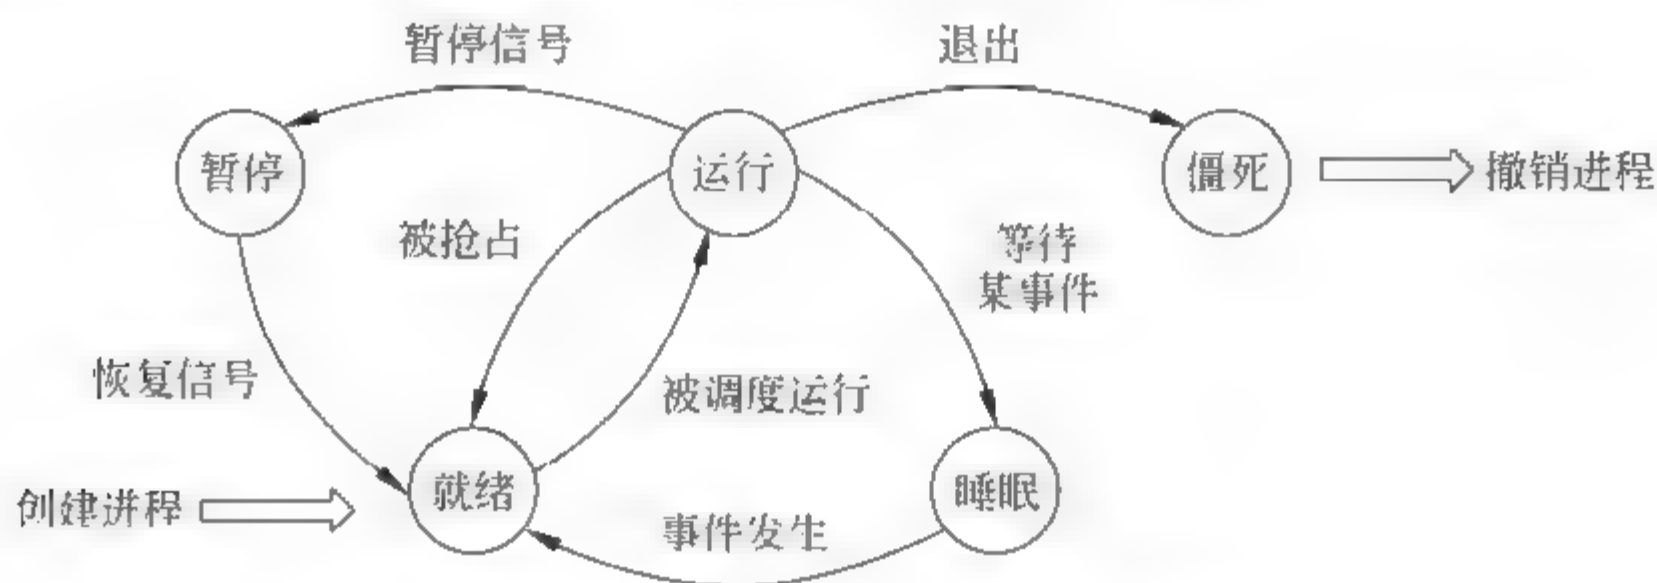 暂停信号
退出
暂停
运行
僵死
撤销进程
被抢占
等待
某事件
恢复信号
被调度运行
创建进程
就绪
睡眠
事件发生